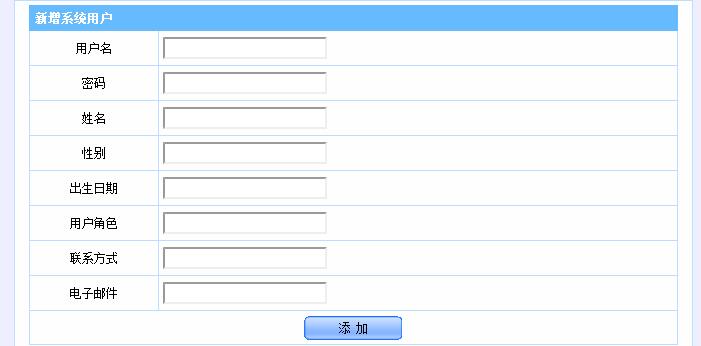 新增系统用户
用户名
密码
姓名
性别
出生日期
用户角色
联系方式
电子邮件
添 加